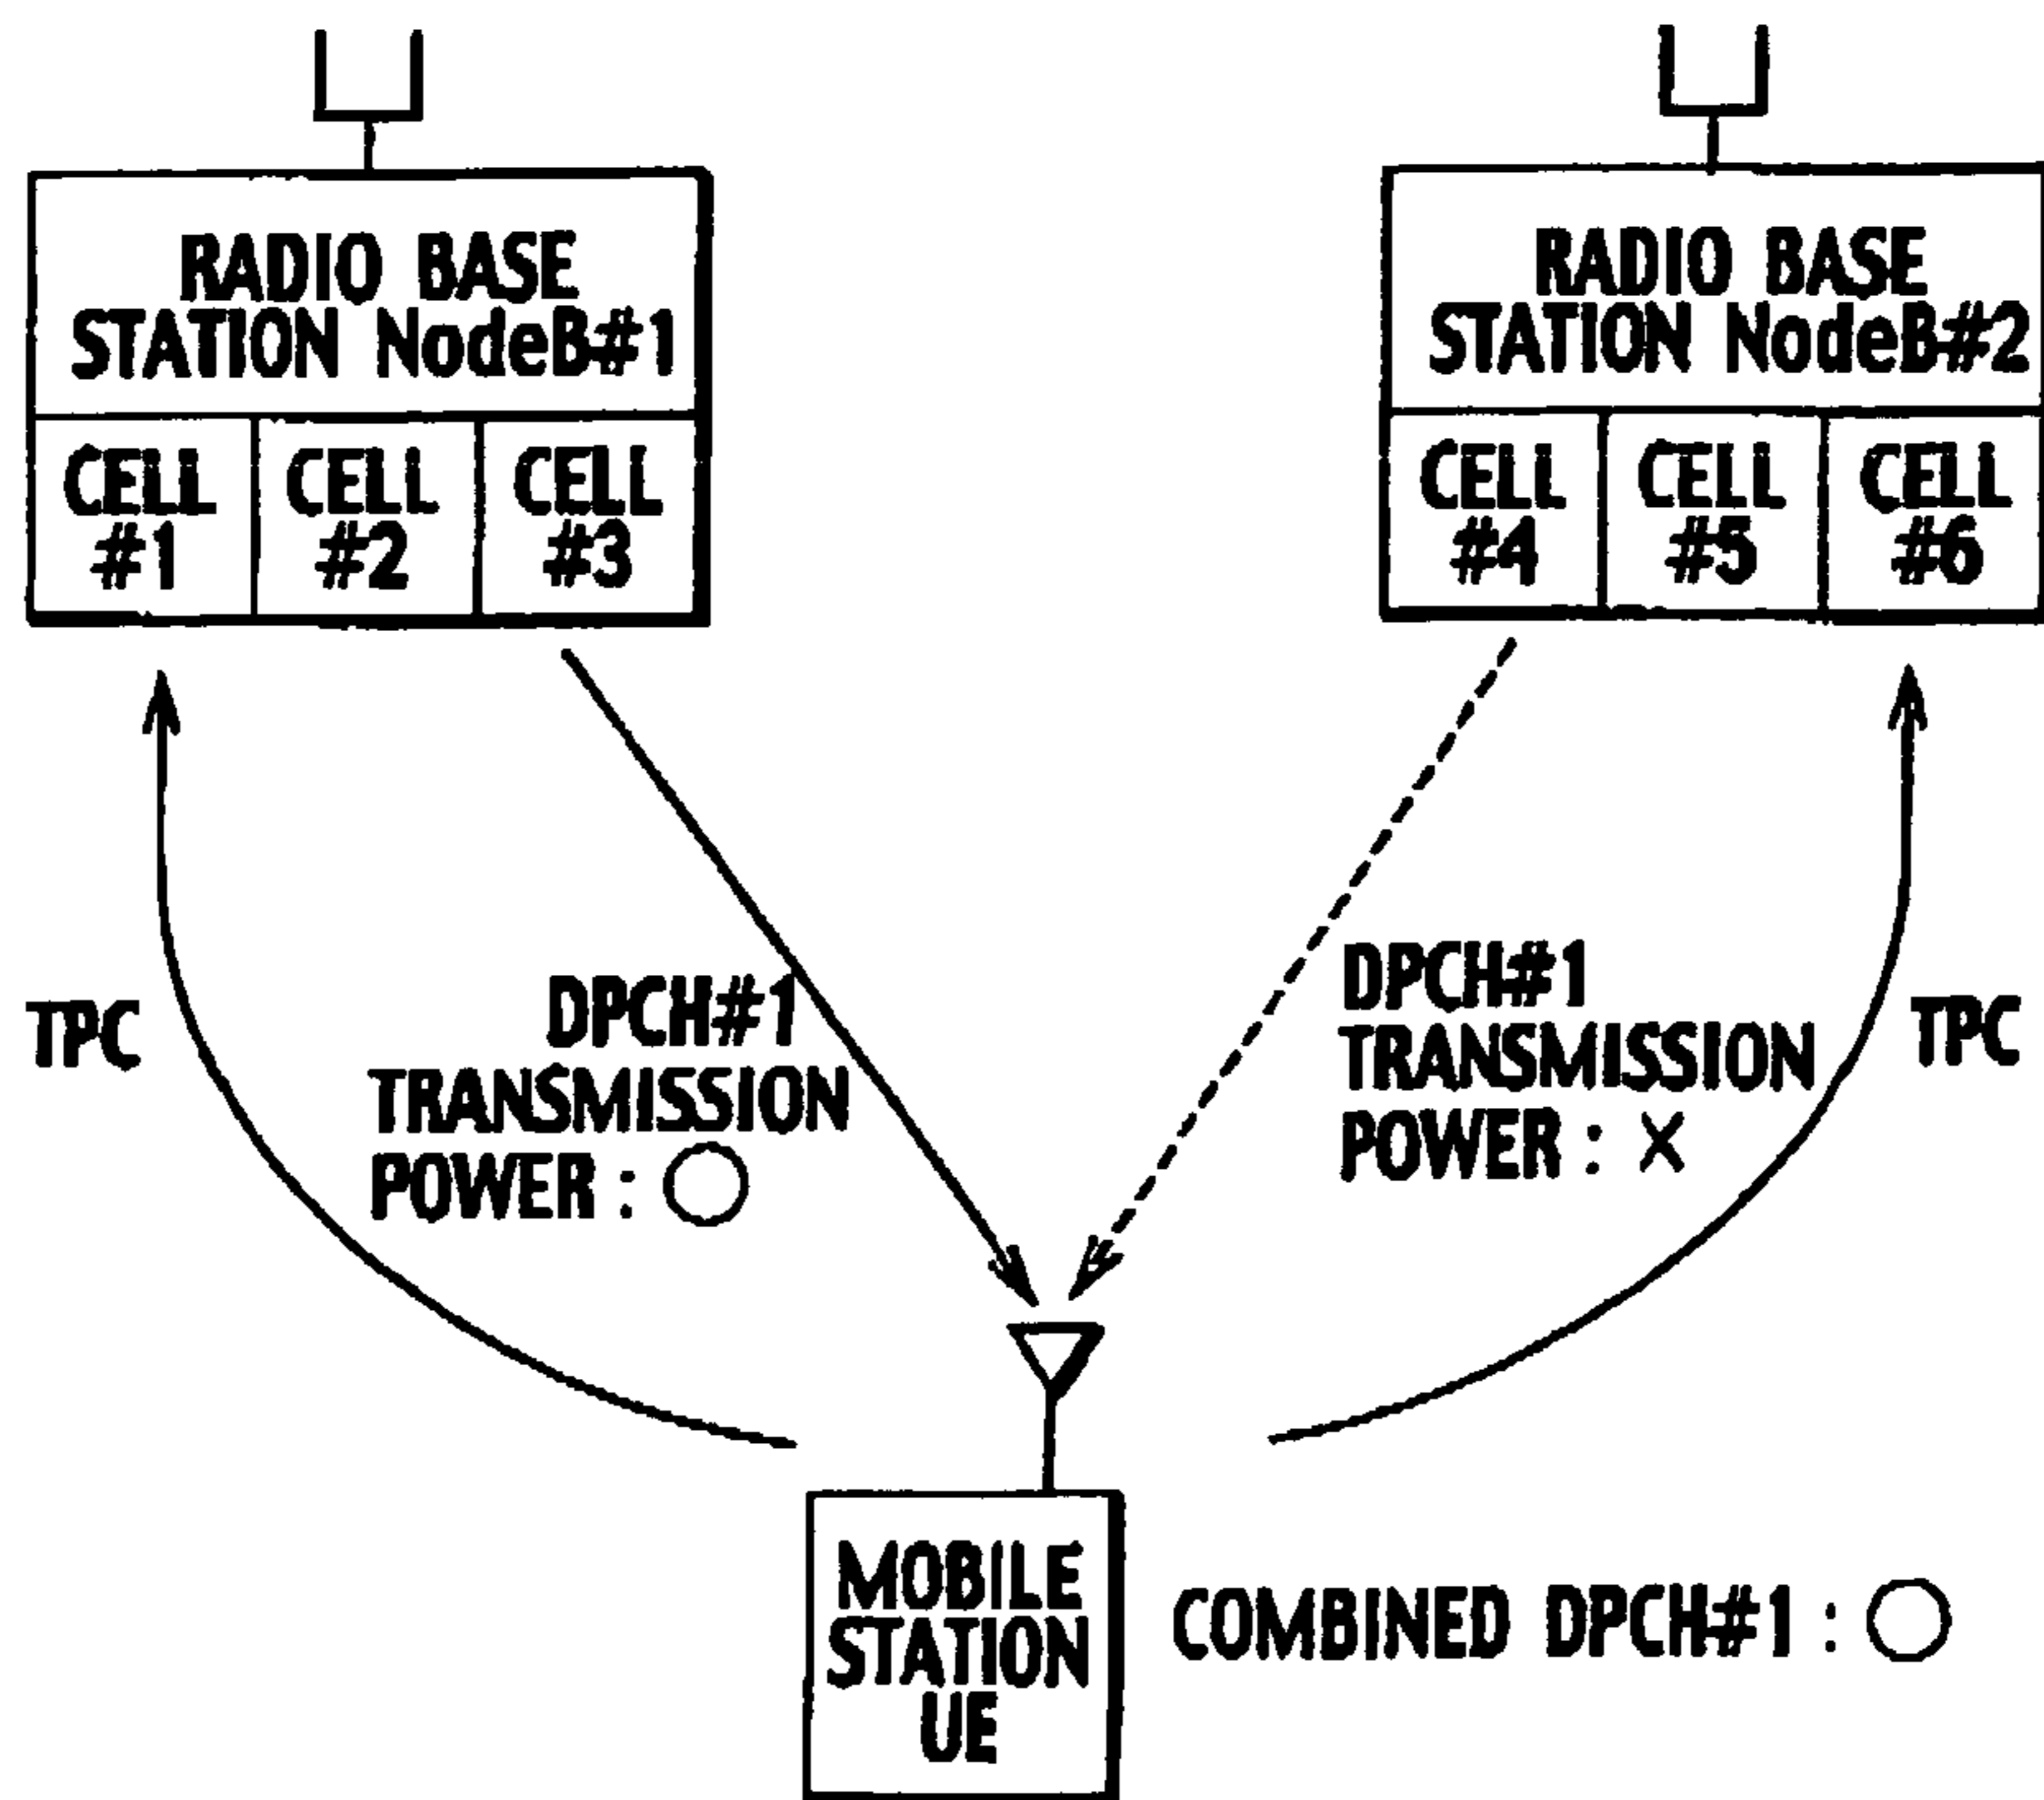 RADIO BASE
STATION NodeB#1
CELL
#1
CELL
#2
CELL
#3
RADIO BASE
STATION NodeB#2
CELL
#4
CELL
#5
CELL
#6
TPC
DPCH#1
TRANSMISSION
POWER : ○
DPCH#1
TRANSMISSION
POWER : ×
TPC
MOBILE
STATION
UE
COMBINED DPCH#1 : ○